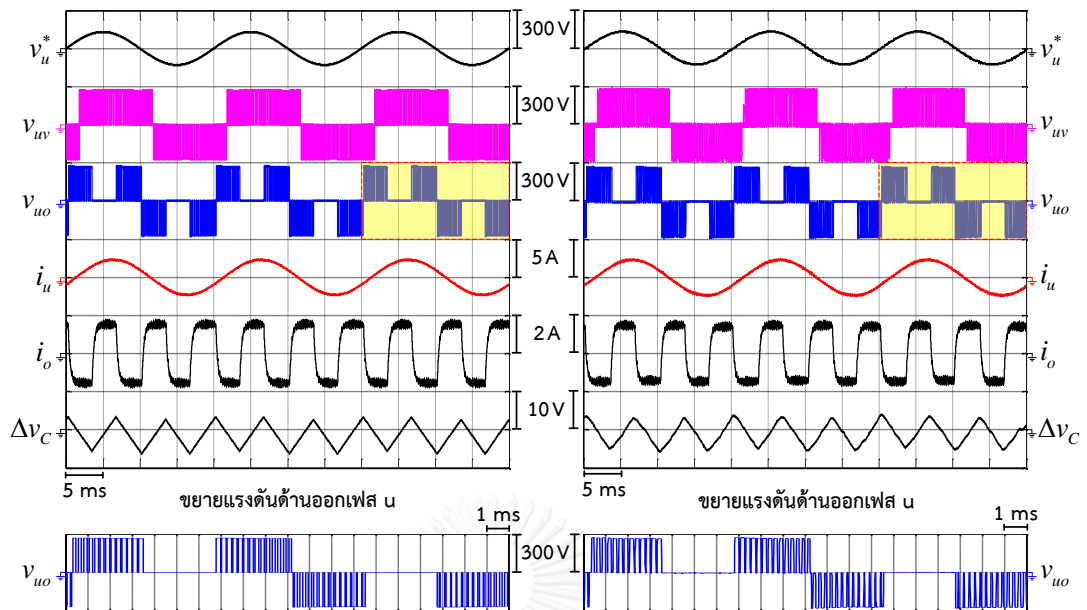 300 V
v*u
v*u
300 V
vuv
vuv
300 V
vuo
vuo
5 A
iu
iu
2 A
io
io
10 V
ΔvC
ΔvC
5 ms
ขยายแรงดันด้านออกเฟส u
1 ms
5 ms
ขยายแรงดันด้านออกเฟส u
1 ms
vuo
300 V
vuo